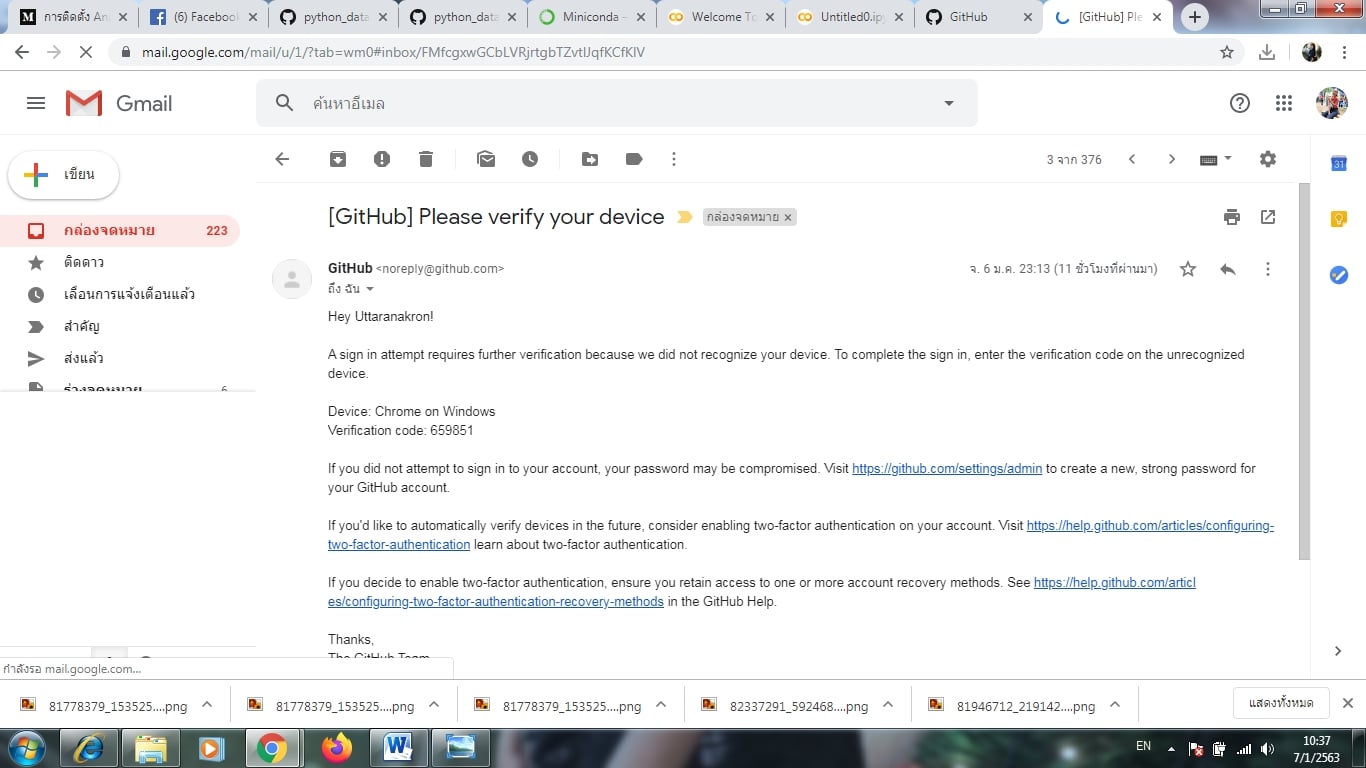 การติดตั้ง An
(6) Facebook
python_data
python_data
Miniconda –
Welcome To
Untitled0.ipy
GitHub
[GitHub] Ple
mail.google.com/mail/u/1/?tab=wm0#inbox/FMfcgxwGCbLVRjrtgbTZvtlJqfKCfKlV
Gmail
ค้นหาอีเมล
เขียน
3 จาก 376
กล่องจดหมาย 223
ติดดาว
เลื่อนการแจ้งเตือนแล้ว
สำคัญ
ส่งแล้ว
ร่างจดหมาย 6
[GitHub] Please verify your device
กล่องจดหมาย ×
GitHub <noreply@github.com>
จ. 6 ม.ค. 23:13 (11 ชั่วโมงที่ผ่านมา)
ถึง ฉัน
Hey Uttaranakron!
A sign in attempt requires further verification because we did not recognize your device. To complete the sign in, enter the verification code on the unrecognized
device.
Device: Chrome on Windows
Verification code: 659851
If you did not attempt to sign in to your account, your password may be compromised. Visit https://github.com/settings/admin to create a new, strong password for
your GitHub account.
If you'd like to automatically verify devices in the future, consider enabling two-factor authentication on your account. Visit https://help.github.com/articles/configuring-
two-factor-authentication learn about two-factor authentication.
If you decide to enable two-factor authentication, ensure you retain access to one or more account recovery methods. See https://help.github.com/articl
es/configuring-two-factor-authentication-recovery-methods in the GitHub Help.
Thanks,
The GitHub Team
31
กำลังรอ mail.google.com...
81778379_153525....png
81778379_153525....png
81778379_153525....png
82337291_592468....png
81946712_219142....png
แสดงทั้งหมด
EN
10:37
7/1/2563